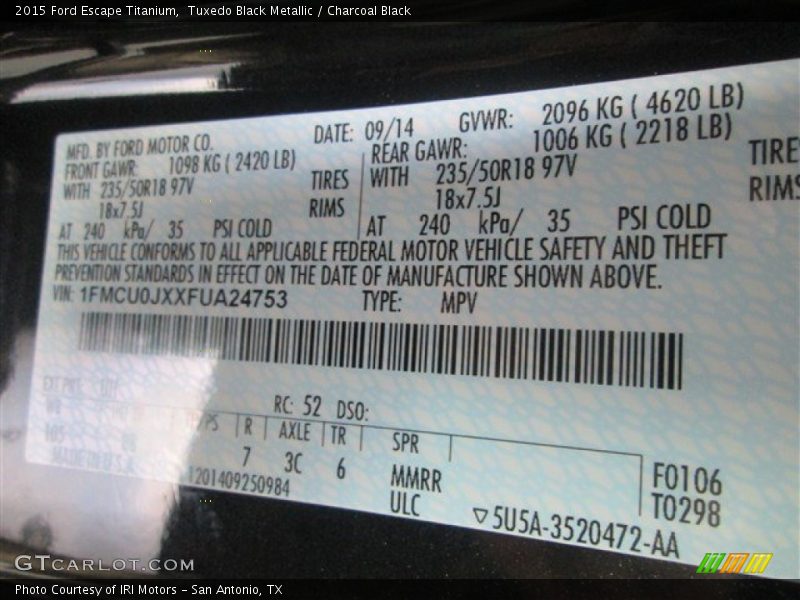 2015 Ford Escape Titanium,  Tuxedo Black Metallic / Charcoal Black
MFD. BY FORD MOTOR CO.
DATE: 09/14
GVWR: 2096 KG ( 4620 LB)
FRONT GAWR: 1098 KG ( 2420 LB)
REAR GAWR: 1006 KG ( 2218 LB)
WITH 235/50R18 97V TIRES
WITH 235/50R18 97V TIRE
18x7.5J RIMS
18x7.5J RIMS
AT 240 kPa/ 35 PSI COLD
AT 240 kPa/ 35 PSI COLD
THIS VEHICLE CONFORMS TO ALL APPLICABLE FEDERAL MOTOR VEHICLE SAFETY AND THEFT
PREVENTION STANDARDS IN EFFECT ON THE DATE OF MANUFACTURE SHOWN ABOVE.
VIN: 1FMCU0JXXFUA24753 TYPE: MPV
EXT PNT:
RC: 52 DSO:
R AXLE TR SPR
7 3C 6 MMRR
ULC
MADE IN U.S.A.
1201409250984
F0106
T0298
▽5U5A-3520472-AA
GTCARLOT.COM
Photo Courtesy of IRI Motors – San Antonio, TX